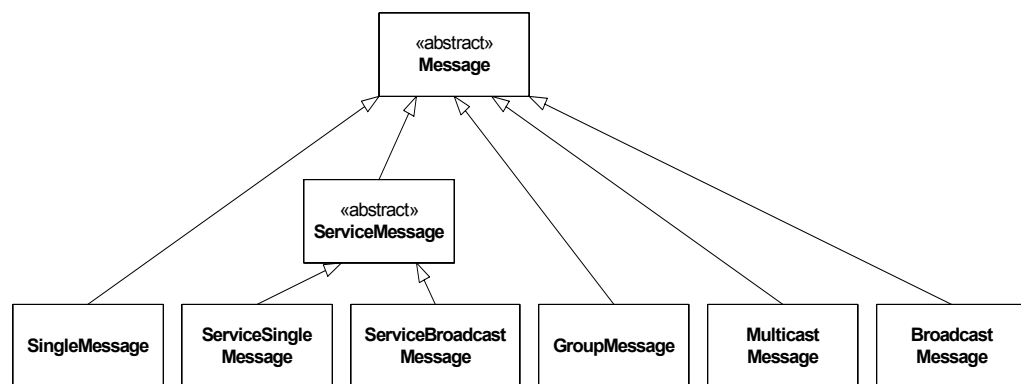 «abstract»
Message
«abstract»
ServiceMessage
SingleMessage
ServiceSingle
Message
ServiceBroadcast
Message
GroupMessage
Multicast
Message
Broadcast
Message